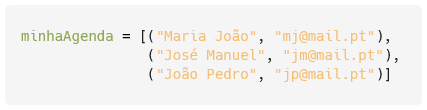 minhaAgenda = [("Maria João", "mj@mail.pt"),
("José Manuel", "jm@mail.pt"),
("João Pedro", "jp@mail.pt")]